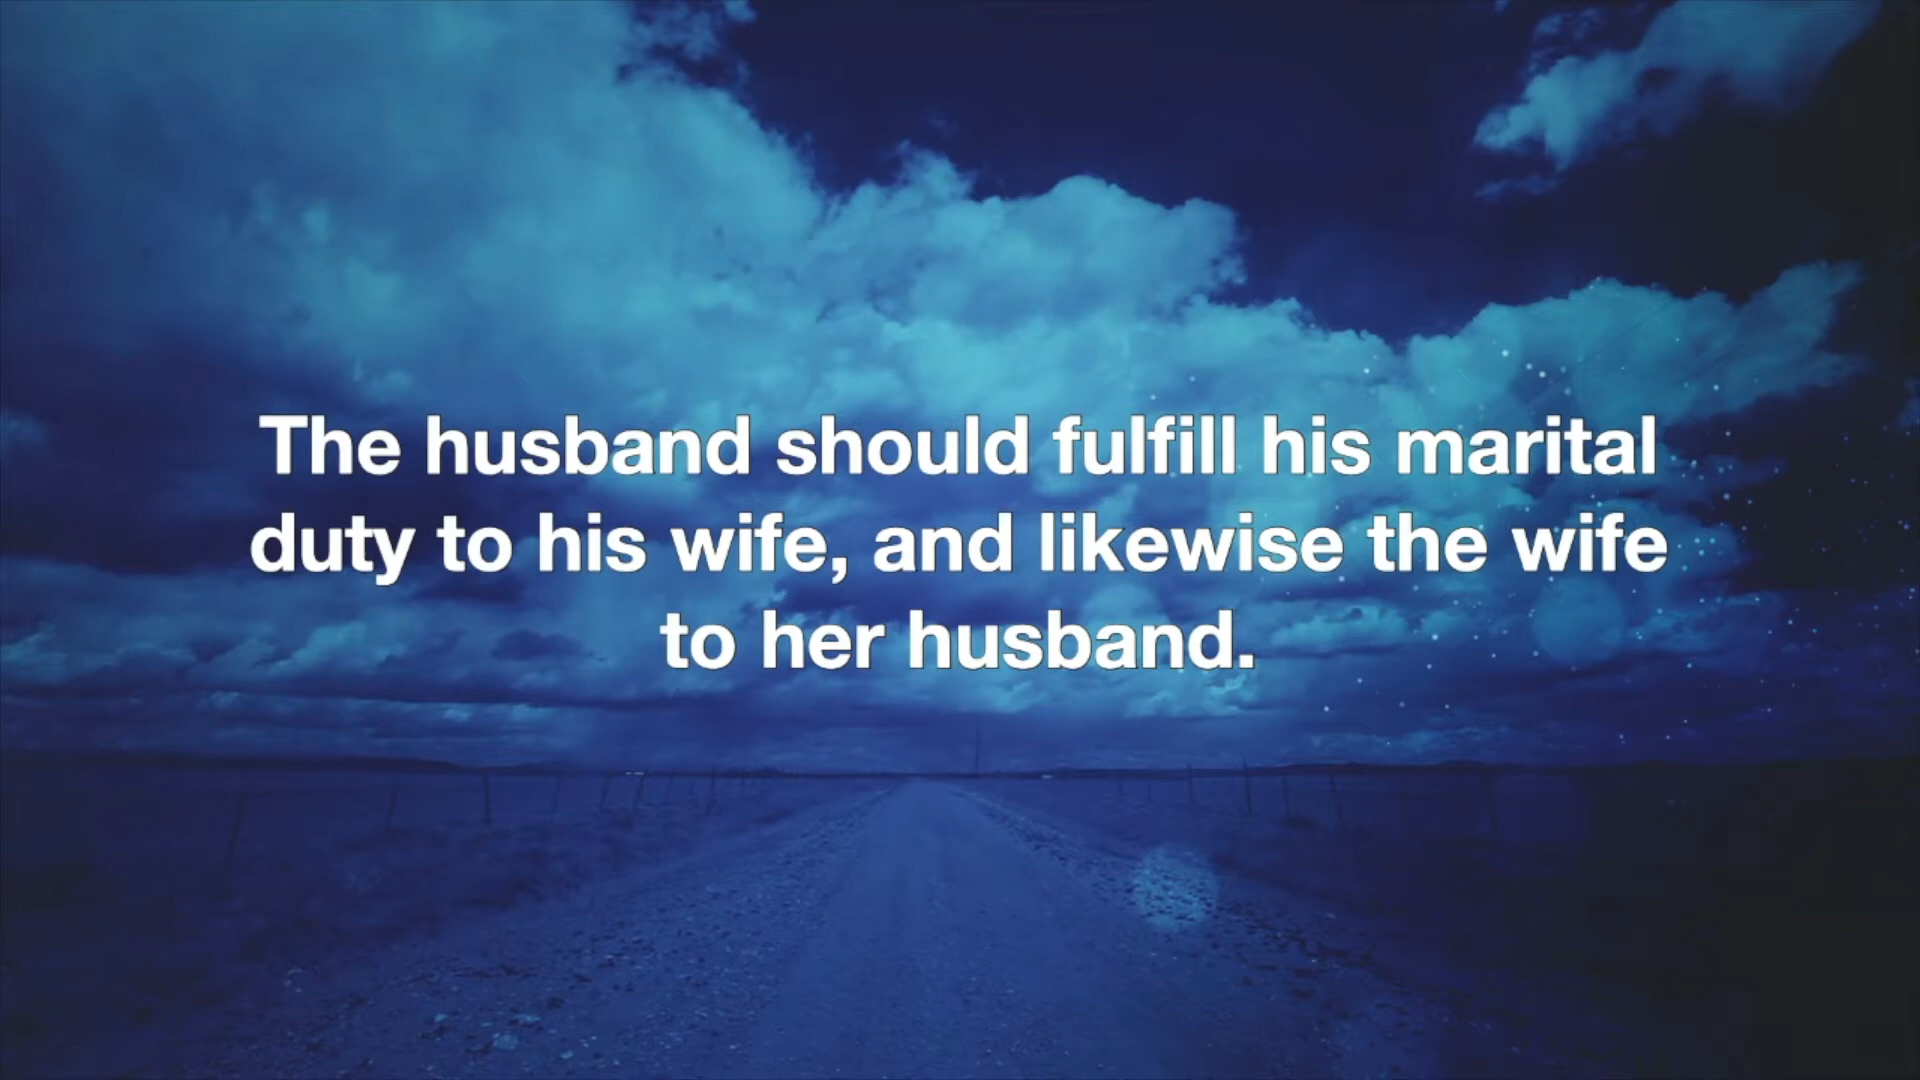 The husband should fulfill his marital
duty to his wife, and likewise the wife
to her husband.